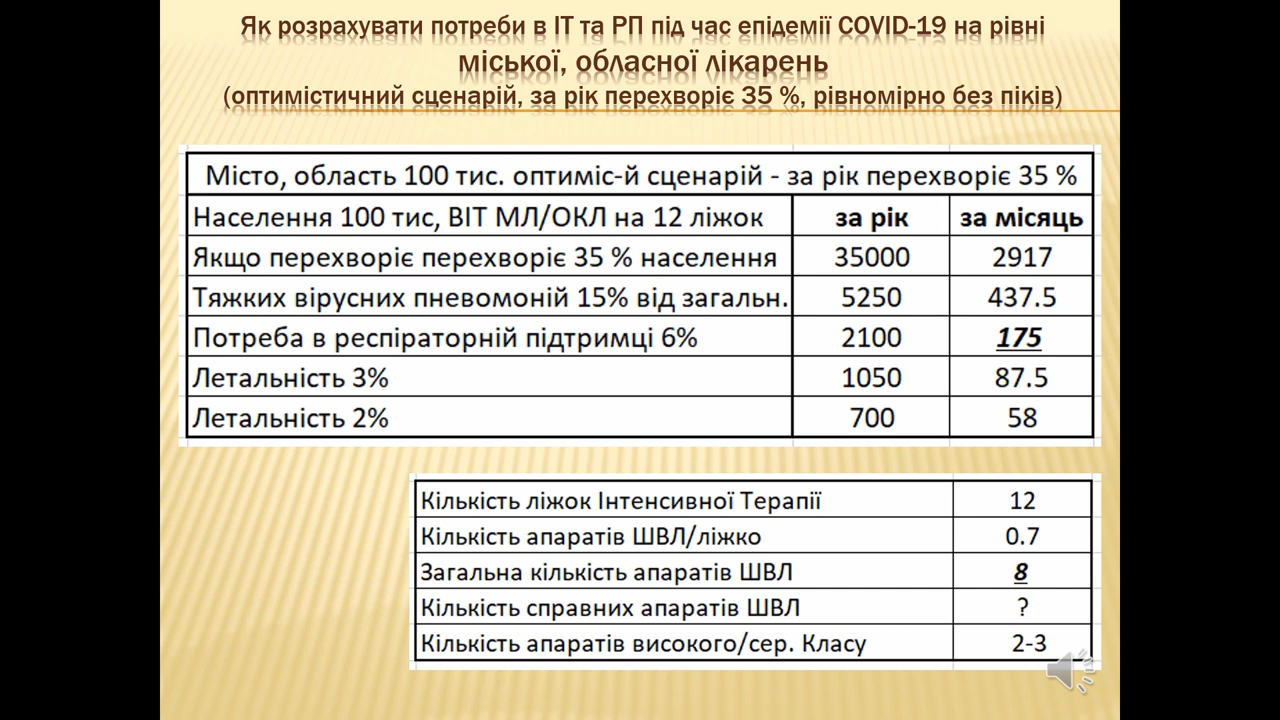 Як розрахувати потреби в ІТ та РП під час епідемії COVID-19 на рівні
міської, обласної лікарень
(оптимістичний сценарій, за рік перехворіє 35 %, рівномірно без піків)
Місто, область 100 тис. оптиміс-й сценарій - за рік перехворіє 35 %
Населення 100 тис, ВІТ МЛ/ОКЛ на 12 ліжок за рік за місяць
Якщо перехворіє перехворіє 35 % населення 35000 2917
Тяжких вірусних пневомоній 15% від загальн. 5250 437.5
Потреба в респіраторній підтримці 6% 2100 175
Летальність 3% 1050 87.5
Летальність 2% 700 58
Кількість ліжок Інтенсивної Терапії 12
Кількість апаратів ШВЛ/ліжко 0.7
Загальна кількість апаратів ШВЛ 8
Кількість справних апаратів ШВЛ ?
Кількість апаратів високого/сер. Класу 2-3